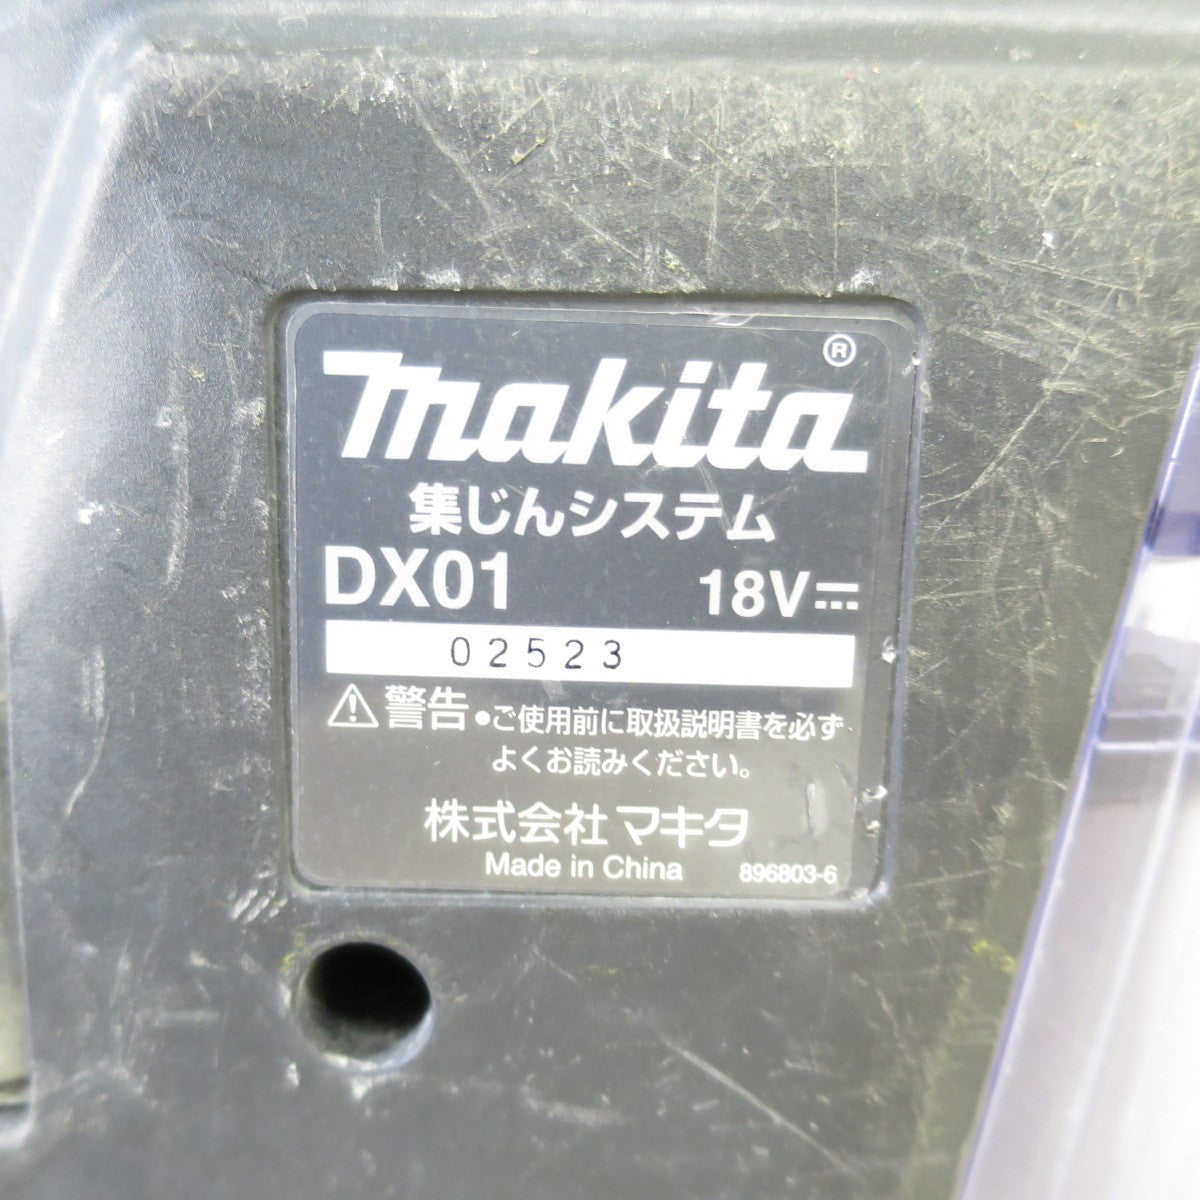 makita®
集じんシステム
DX01 18V⎓
02523
⚠警告 ●ご使用前に取扱説明書を必ず
よくお読みください。
株式会社マキタ
Made in China 896803-6